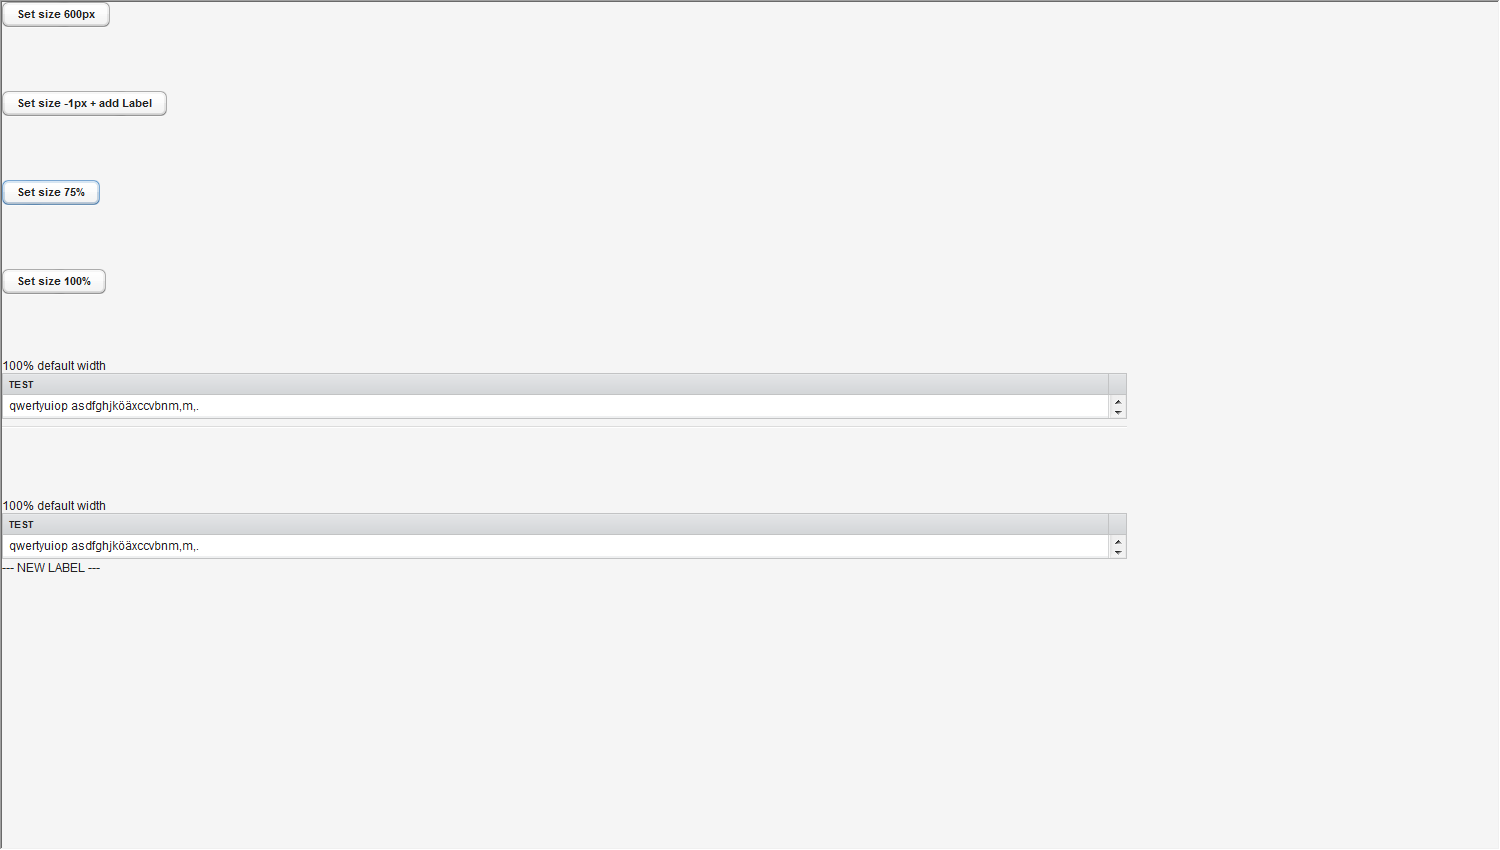 Set size 600px
Set size -1px + add Label
Set size 75%
Set size 100%
100% default width
TEST
qwertyuiop asdfghjköäxccvbnm,m,.
100% default width
TEST
qwertyuiop asdfghjköäxccvbnm,m,.
--- NEW LABEL ---